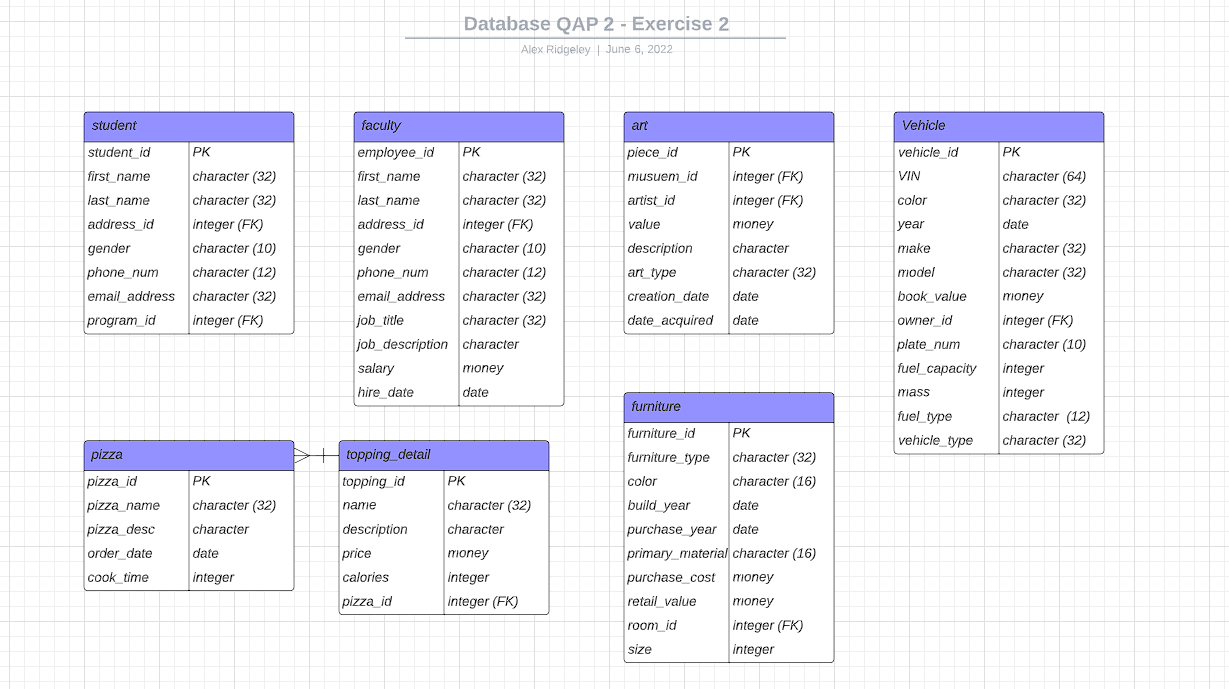 Database QAP 2 - Exercise 2
Alex Ridgeley | June 6, 2022
student
student_id PK
first_name character (32)
last_name character (32)
address_id integer (FK)
gender character (10)
phone_num character (12)
email_address character (32)
program_id integer (FK)
faculty
employee_id PK
first_name character (32)
last_name character (32)
address_id integer (FK)
gender character (10)
phone_num character (12)
email_address character (32)
job_title character (32)
job_description character
salary money
hire_date date
art
piece_id PK
musuem_id integer (FK)
artist_id integer (FK)
value money
description character
art_type character (32)
creation_date date
date_acquired date
Vehicle
vehicle_id PK
VIN character (64)
color character (32)
year date
make character (32)
model character (32)
book_value money
owner_id integer (FK)
plate_num character (10)
fuel_capacity integer
mass integer
fuel_type character (12)
vehicle_type character (32)
pizza
pizza_id PK
pizza_name character (32)
pizza_desc character
order_date date
cook_time integer
topping_detail
topping_id PK
name character (32)
description character
price money
calories integer
pizza_id integer (FK)
furniture
furniture_id PK
furniture_type character (32)
color character (16)
build_year date
purchase_year date
primary_material character (16)
purchase_cost money
retail_value money
room_id integer (FK)
size integer